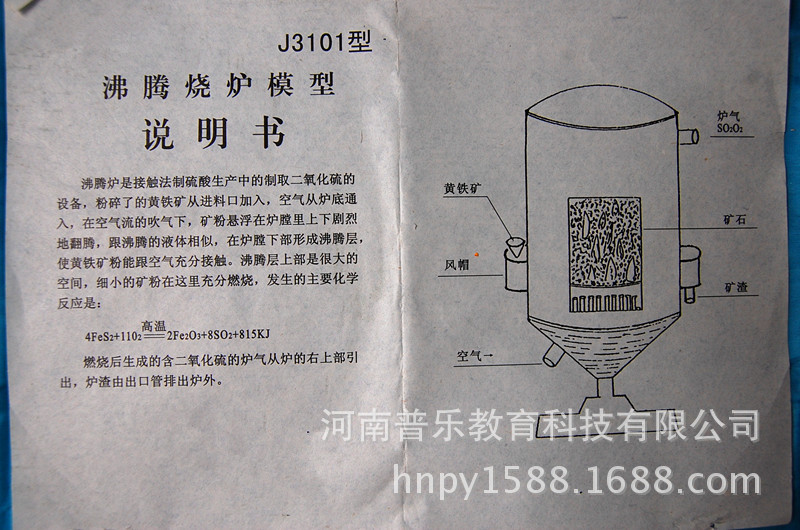 J3101型
沸腾烧炉模型
说明书
沸腾炉是接触法制硫酸生产中的制取二氧化硫的
设备，粉碎了的黄铁矿从进料口加入，空气从炉底通
入，在空气流的吹气下，矿粉悬浮在炉膛里上下剧烈
地翻腾，跟沸腾的液体相似，在炉膛下部形成沸腾层，
使黄铁矿粉能跟空气充分接触。沸腾层上部是很大的
空间，细小的矿粉在这里充分燃烧，发生的主要化学
反应是：
高温
4FeS2+11O2══2Fe2O3+8SO2+815KJ
燃烧后生成的含二氧化硫的炉气从炉的右上部引
出，炉渣由出口管排出炉外。
炉气
SO2O2
黄铁矿
矿石
风帽
矿渣
空气→
河南普乐教育科技有限公司
hnpy1588.1688.com